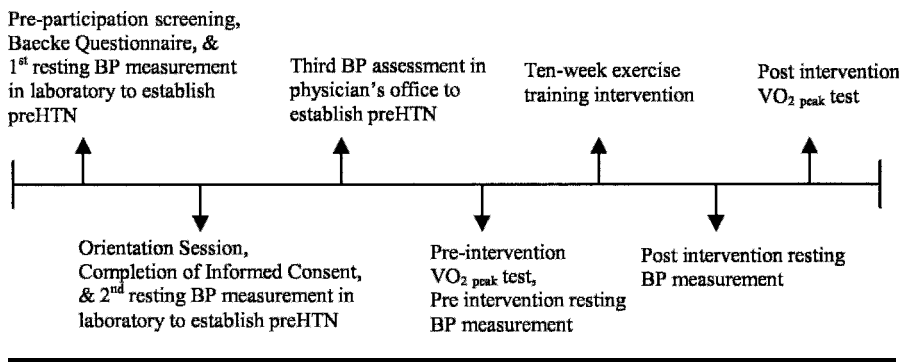 Pre-participation screening,
Baecke Questionnaire, &
1st resting BP measurement
in laboratory to establish
preHTN
Orientation Session,
Completion of Informed Consent,
& 2nd resting BP measurement in
laboratory to establish preHTN
Third BP assessment in
physician's office to
establish preHTN
Pre-intervention
VO2 peak test,
Pre intervention resting
BP measurement
Ten-week exercise
training intervention
Post intervention resting
BP measurement
Post intervention
VO2 peak test